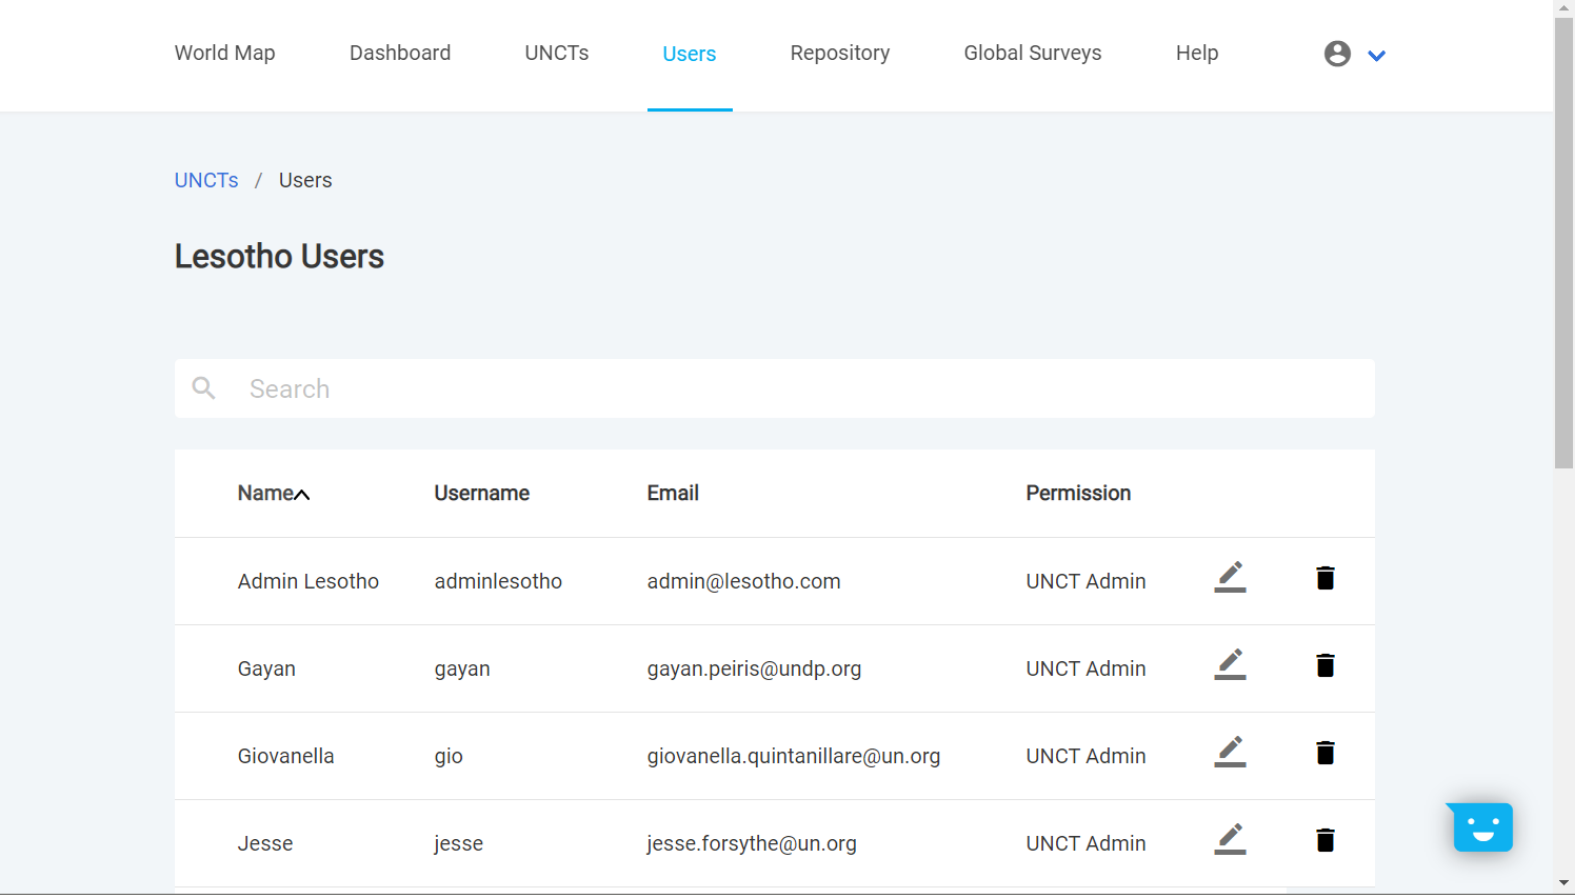 World Map Dashboard UNCTs Users Repository Global Surveys Help
UNCTs / Users
Lesotho Users
Search
Name Username Email Permission
Admin Lesotho adminlesotho admin@lesotho.com UNCT Admin
Gayan gayan gayan.peiris@undp.org UNCT Admin
Giovanella gio giovanella.quintanillare@un.org UNCT Admin
Jesse jesse jesse.forsythe@un.org UNCT Admin